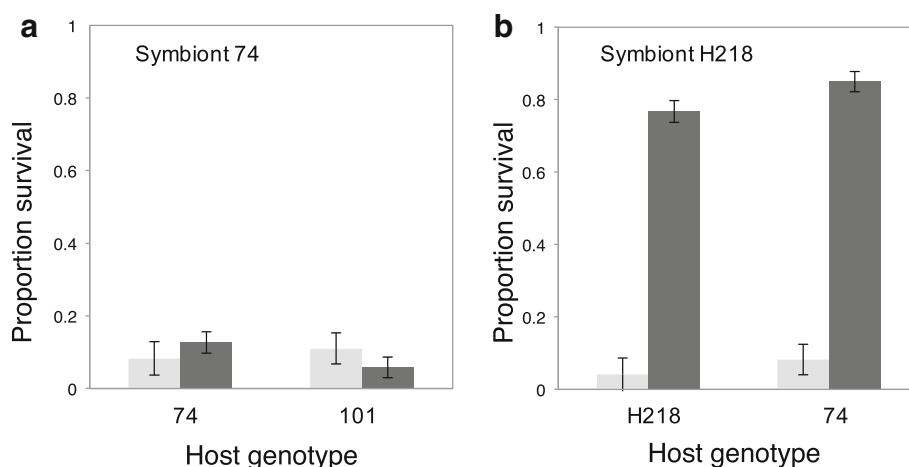 a
Symbiont 74
Proportion survival
1
0.8
0.6
0.4
0.2
0
74 101
Host genotype
b
Symbiont H218
Proportion survival
1
0.8
0.6
0.4
0.2
0
H218 74
Host genotype